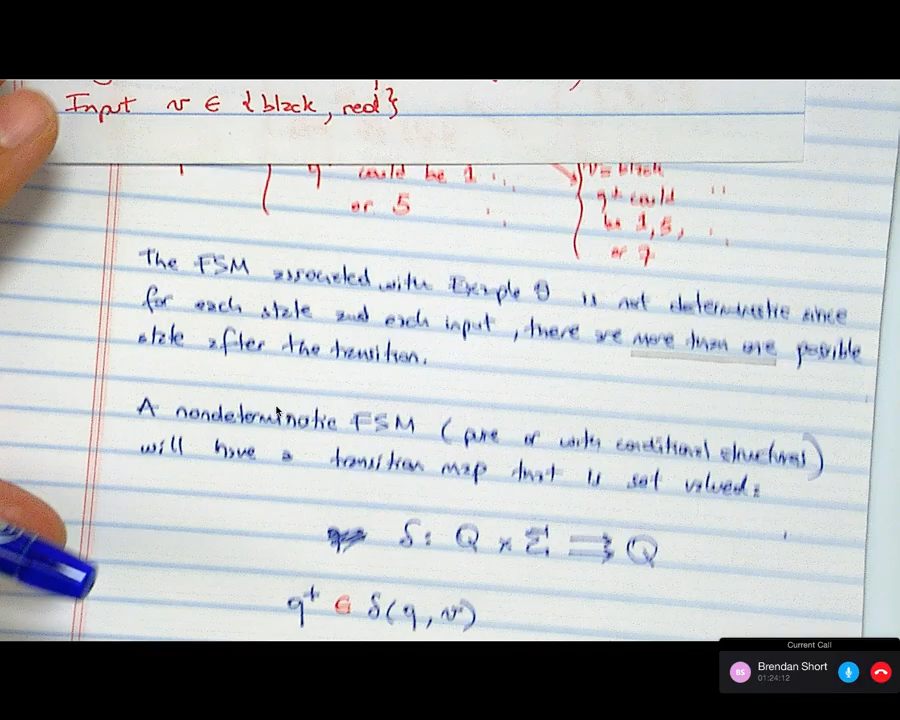 Input v ∈ {black, red}
q could be 1
or 5
v = black
q+ could
be 1, 5,
or 7
The FSM associated with Example 0 is not deterministic since
for each state and each input, there are more than one possible
state after the transition.
A nondeterminatic FSM (pure or with conditional structures)
will have a transition map that is set valued:
δ: Q × Σ ⇉ Q
q+ ∈ δ(q, v)
Current Call
BS
Brendan Short
01:24:12